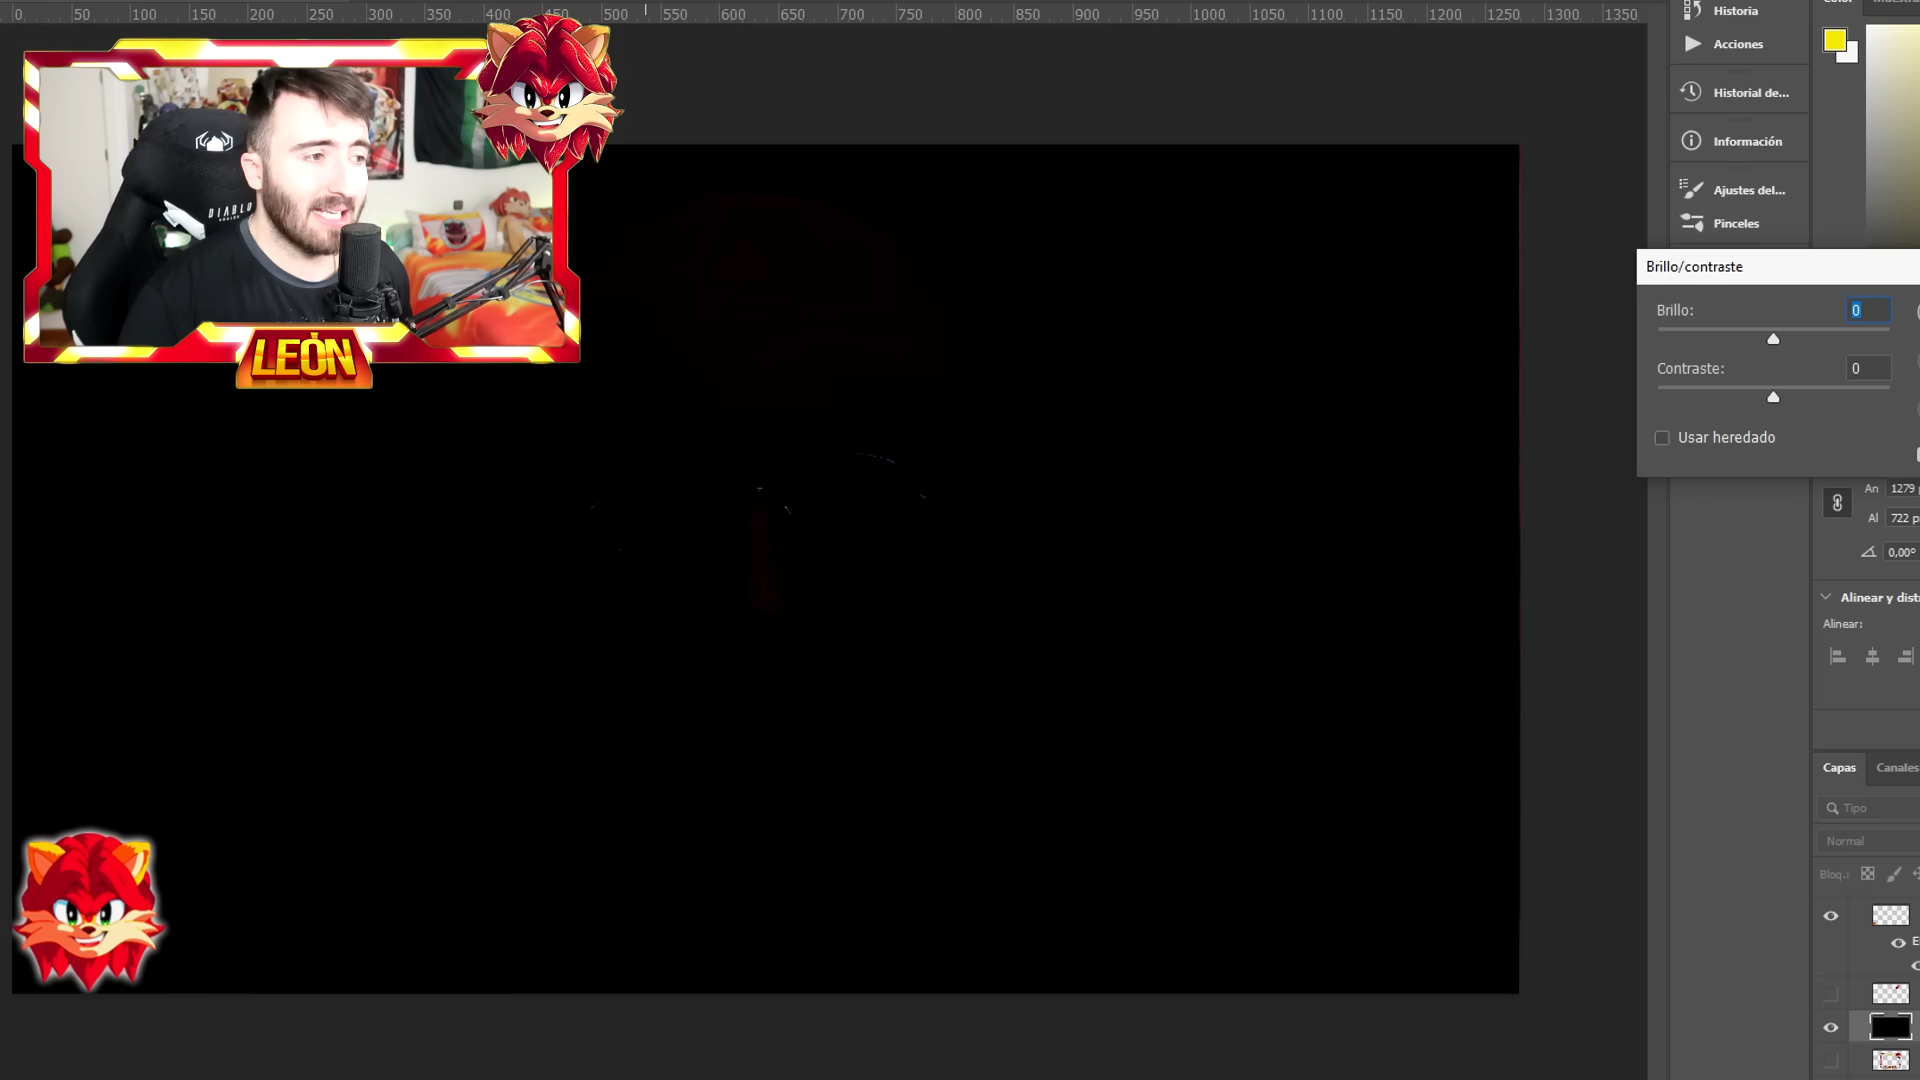 0 50 100 150 200 250 300 350 400 450 500 550 600 650 700 750 800 850 900 950 1000 1050 1100 1150 1200 1250 1300 1350
Historia
Acciones
Historial de...
Información
Ajustes del...
Pinceles
DIABLO
LEÓN
Brillo/contraste
Brillo:
0
Contraste:
0
Usar heredado
An 1279 p
Al 722 p
0,00°
Alinear y dist
Alinear:
Capas Canales
Tipo
Normal
Bloq.: